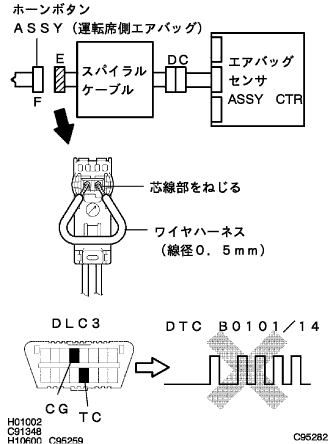 ホーンボタン
ＡＳＳＹ（運転席側エアバッグ）
E
スパイラル
ケーブル
D C
エアバッグ
センサ
ASSY CTR
F
芯線部をねじる
ワイヤハーネス
（線径０．５ｍｍ）
ＤＬＣ３
ＤＴＣ Ｂ０１０１／１４
CG
TC
H01002
C91348
H10600 C95259
C95282